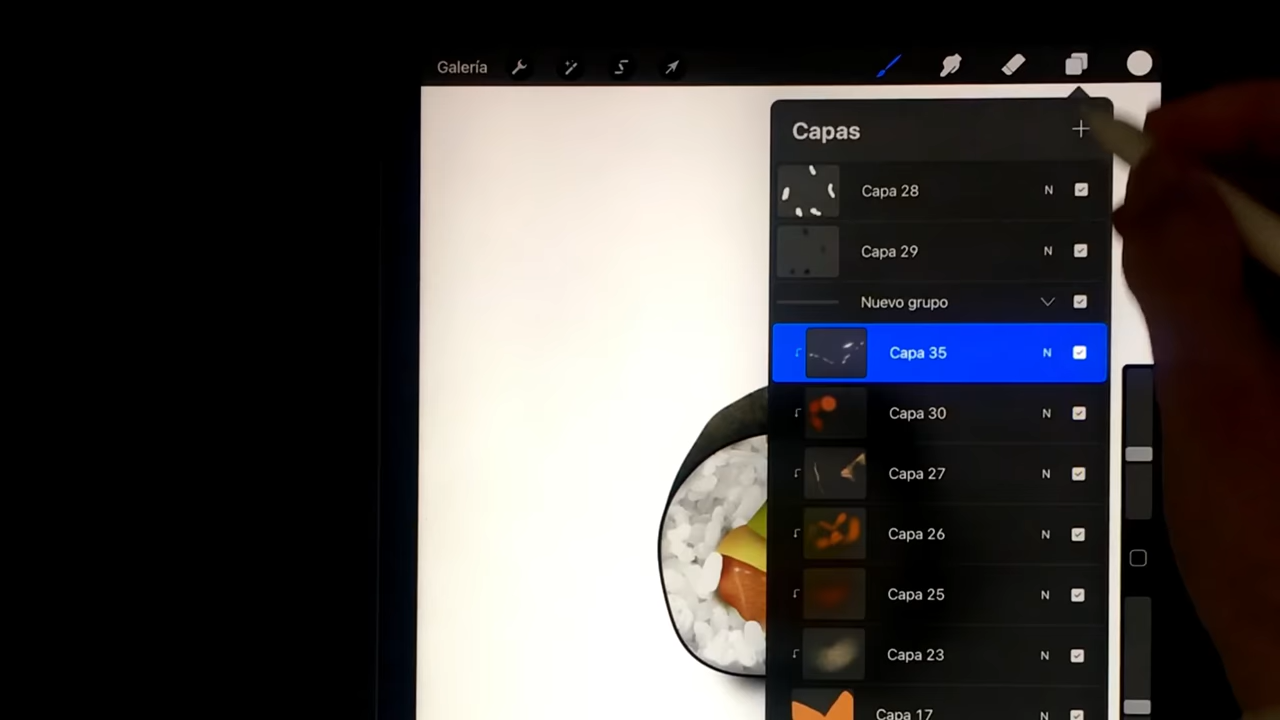 Galería
Capas
Capa 28 N
Capa 29 N
Nuevo grupo
Capa 35 N
Capa 30 N
Capa 27 N
Capa 26 N
Capa 25 N
Capa 23 N
Capa 17 N